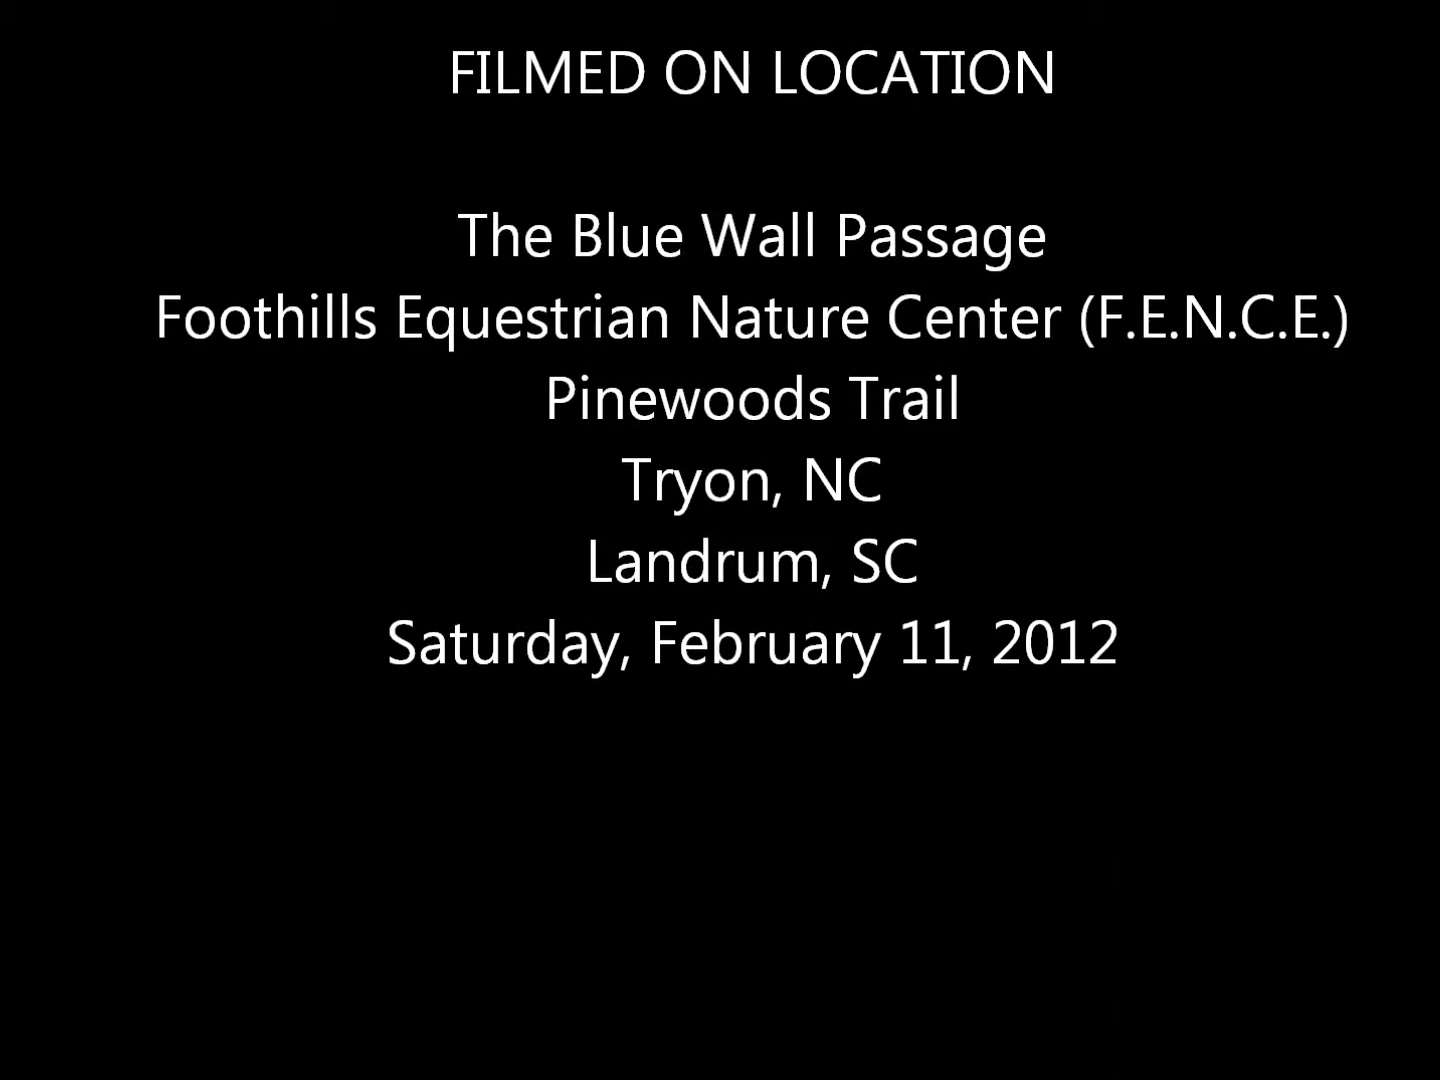 FILMED ON LOCATION
The Blue Wall Passage
Foothills Equestrian Nature Center (F.E.N.C.E.)
Pinewoods Trail
Tryon, NC
Landrum, SC
Saturday, February 11, 2012